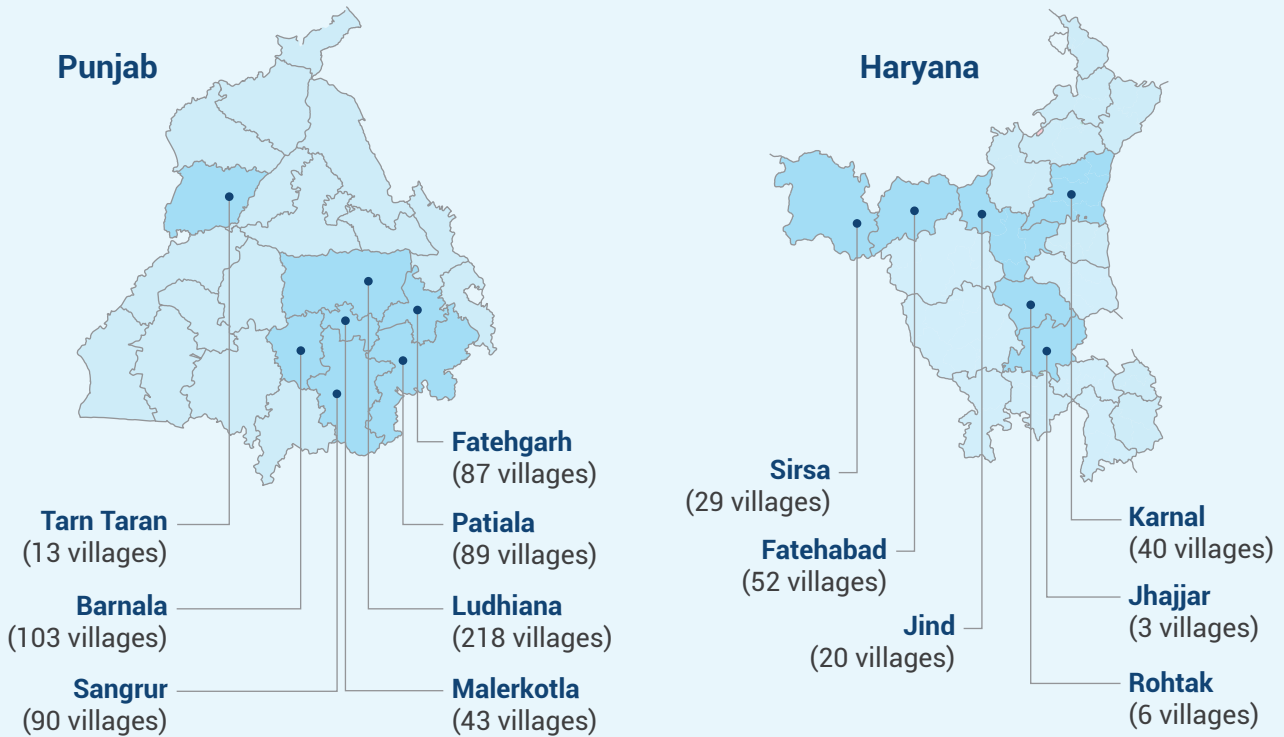 Punjab
Fatehgarh
(87 villages)
Tarn Taran
(13 villages)
Patiala
(89 villages)
Barnala
(103 villages)
Ludhiana
(218 villages)
Sangrur
(90 villages)
Malerkotla
(43 villages)
Haryana
Sirsa
(29 villages)
Fatehabad
(52 villages)
Jind
(20 villages)
Karnal
(40 villages)
Jhajjar
(3 villages)
Rohtak
(6 villages)